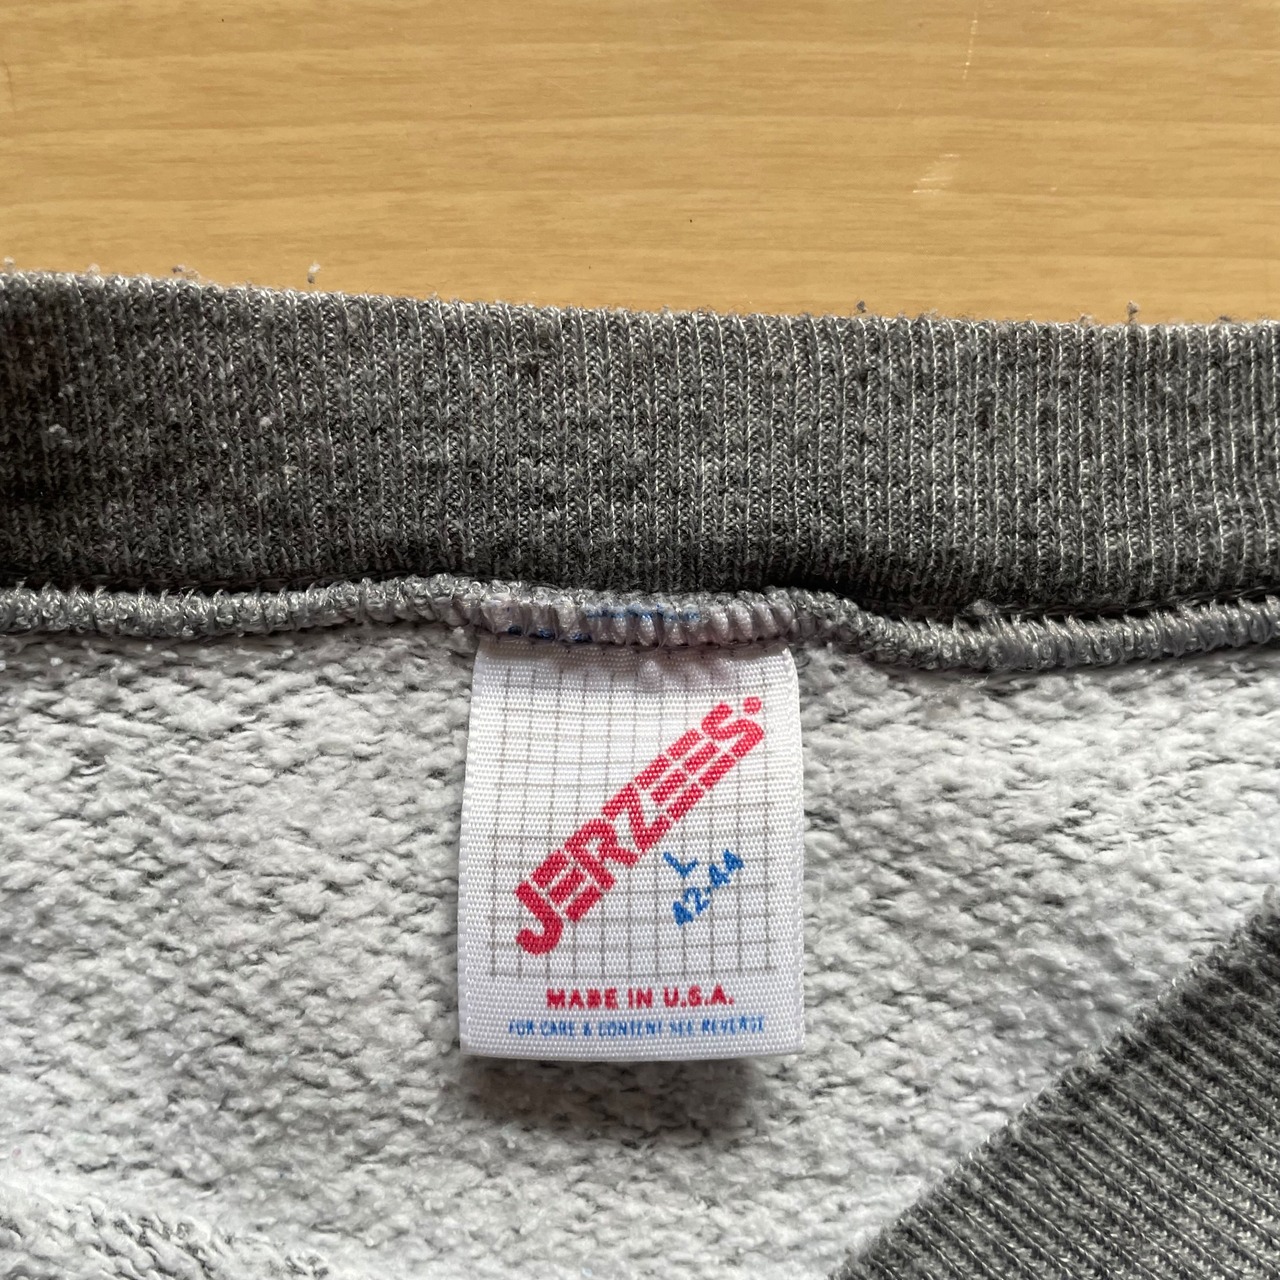 JERZEES
L
42-44
MADE IN U.S.A.
FOR CARE & CONTENT SEE REVERSE